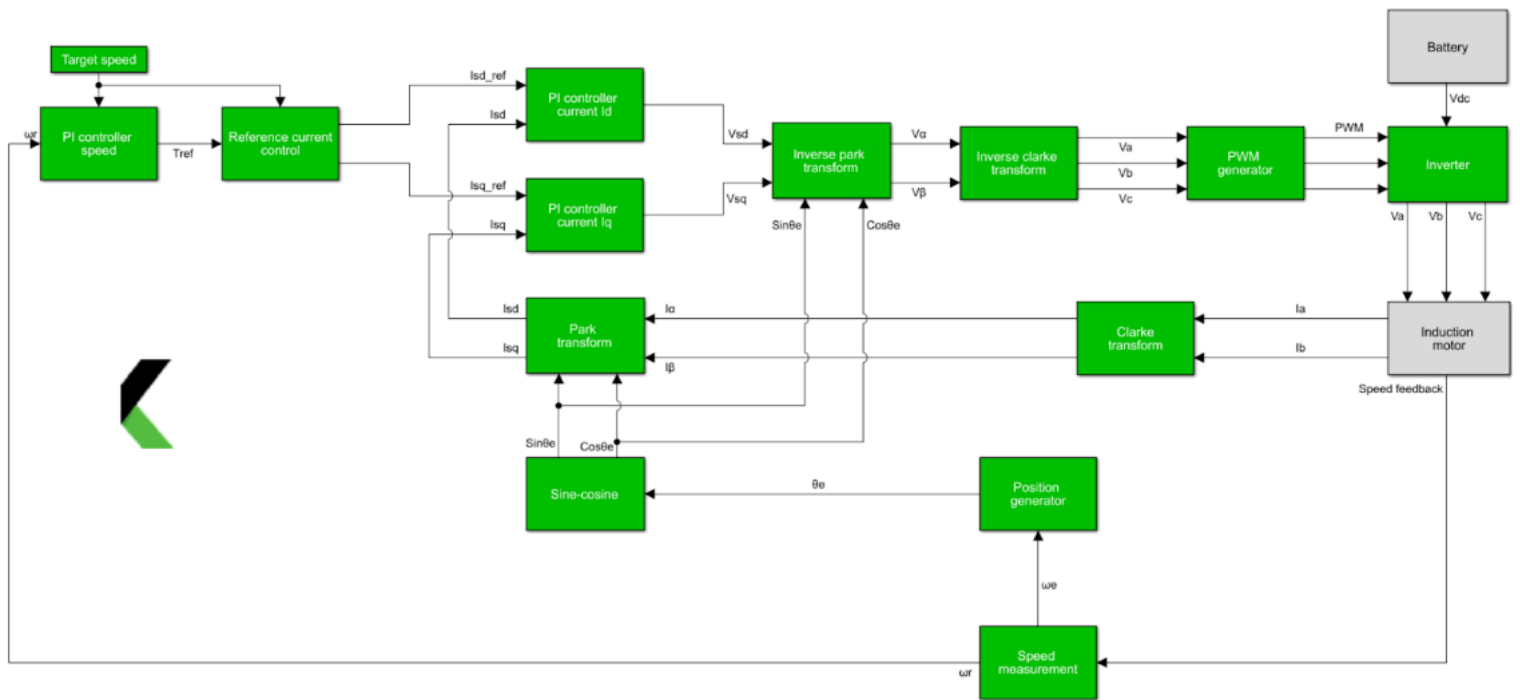 Battery
Target speed
Vdc
Isd_ref
PI controller
current Id
Isd
Vsd
Vα
PWM
ωr
PI controller
speed
Tref
Reference current
control
Inverse park
transform
Inverse clarke
transform
Va
Vb
Vc
PWM
generator
Inverter
Isq_ref
PI controller
current Iq
Isq
Vsq
Vβ
Sinθe
Cosθe
Va
Vb
Vc
Isd
Isq
Park
transform
Iα
Iβ
Clarke
transform
Ia
Ib
Induction
motor
Speed feedback
Sinθe
Cosθe
Sine-cosine
θe
Position
generator
ωe
ωr
Speed
measurement